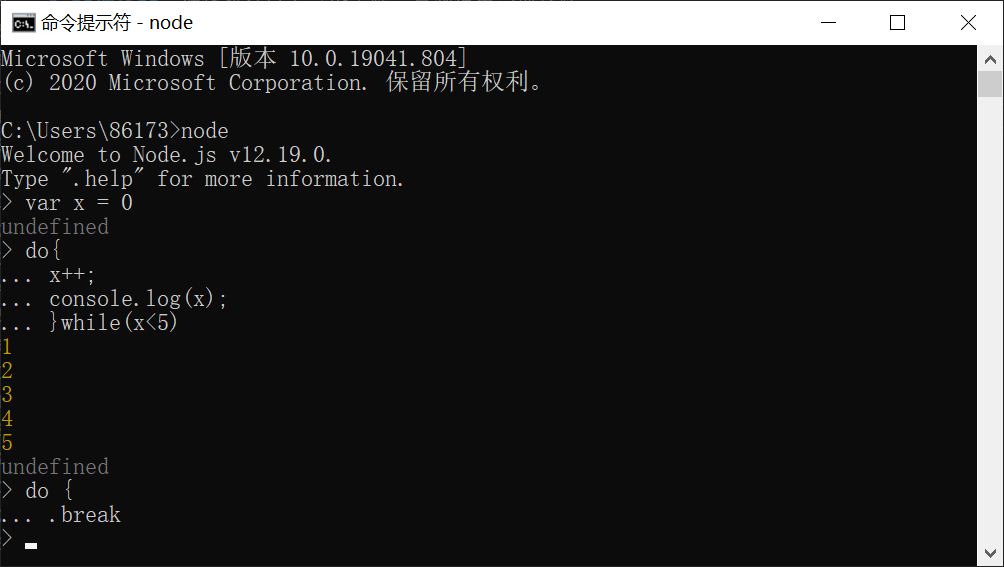 命令提示符 - node
Microsoft Windows [版本 10.0.19041.804]
(c) 2020 Microsoft Corporation. 保留所有权利。
C:\Users\86173>node
Welcome to Node.js v12.19.0.
Type ".help" for more information.
> var x = 0
undefined
> do{
... x++;
... console.log(x);
... }while(x<5)
1
2
3
4
5
undefined
> do {
... .break
>